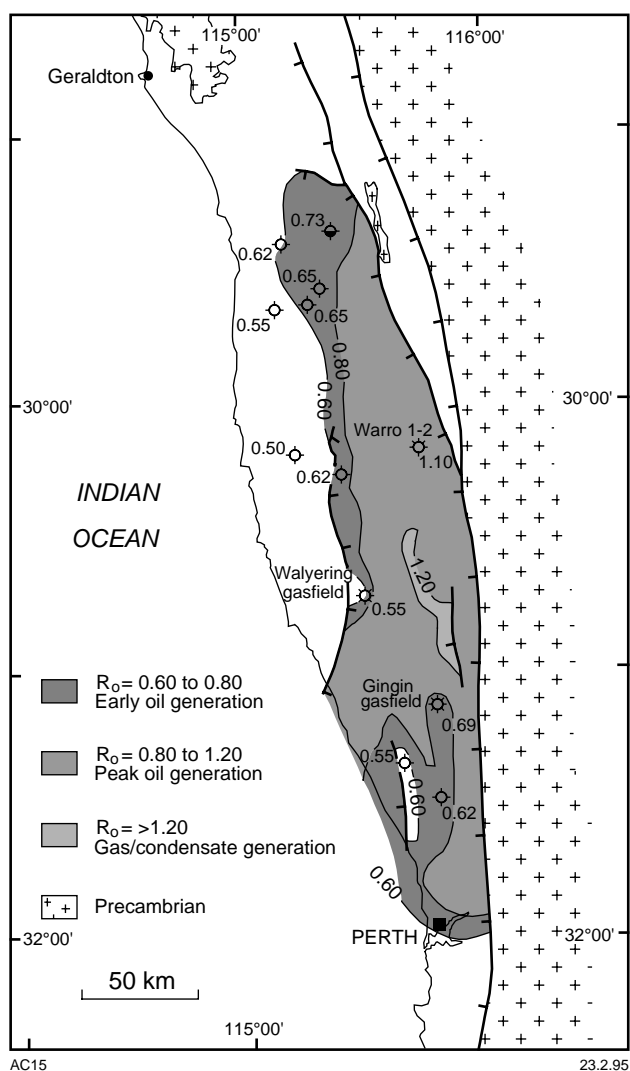 115°00'
116°00'
Geraldton
0.73
0.62
0.65
0.65
0.55
0.80
0.60
30°00'
30°00'
Warro 1-2
1.10
0.50
0.62
INDIAN
OCEAN
1.20
Walyering
gasfield
0.55
Ro = 0.60 to 0.80
Early oil generation
Gingin
gasfield
0.69
Ro = 0.80 to 1.20
Peak oil generation
0.55
0.60
0.62
Ro = >1.20
Gas/condensate generation
0.60
Precambrian
PERTH
32°00'
32°00'
50 km
115°00'
AC15
23.2.95